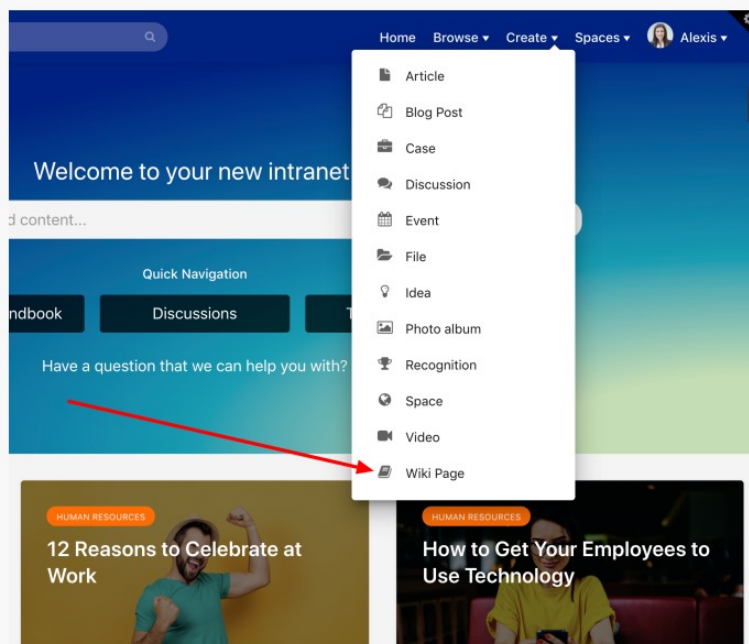 Home Browse ▾ Create ▾ Spaces ▾ Alexis ▾
Article
Blog Post
Case
Discussion
Event
File
Idea
Photo album
Recognition
Space
Video
Wiki Page
Welcome to your new intranet
content...
Quick Navigation
Discussions
Have a question that we can help you with?
HUMAN RESOURCES
12 Reasons to Celebrate at
Work
HUMAN RESOURCES
How to Get Your Employees to
Use Technology